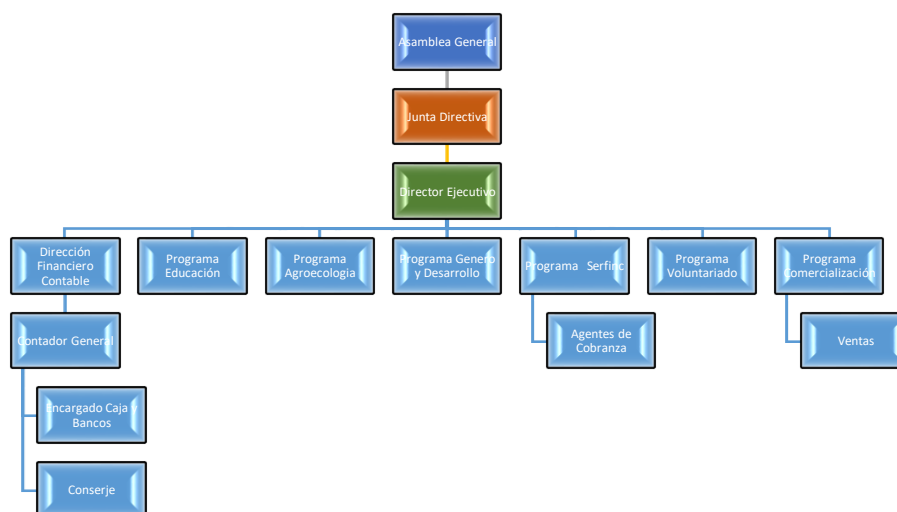 Asamblea General
Junta Directiva
Director Ejecutivo
Dirección
Financiero
Contable
Programa
Educación
Programa
Agroecologia
Programa Genero
y Desarrollo
Programa Serfinc
Programa
Voluntariado
Programa
Comercialización
Contador General
Agentes de
Cobranza
Ventas
Encargado Caja y
Bancos
Conserje